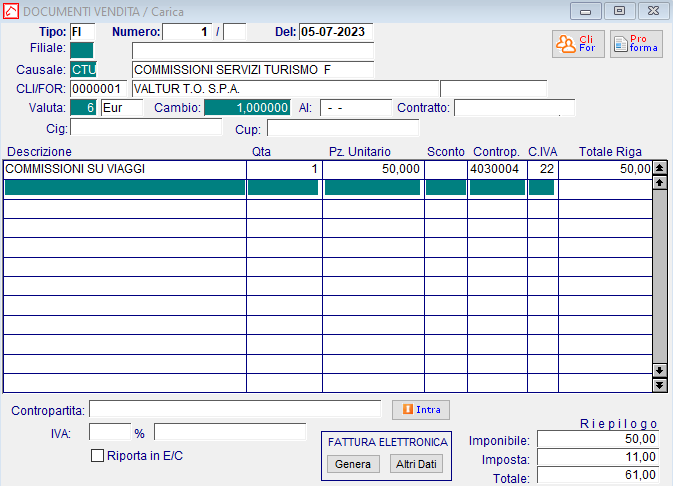 DOCUMENTI VENDITA / Carica
Tipo: FI Numero: 1 / Del: 05-07-2023
Cli For
Pro forma
Filiale:
Causale: CTU COMMISSIONI SERVIZI TURISMO F
CLI/FOR: 0000001 VALTUR T.O. S.P.A.
Valuta: 6 Eur Cambio: 1,000000 Al: - - Contratto:
Cig: Cup:
Descrizione Qta Pz. Unitario Sconto Controp. C.IVA Totale Riga
COMMISSIONI SU VIAGGI 1 50,000 4030004 22 50,00
Contropartita: Intra
IVA: %
Riporta in E/C
FATTURA ELETTRONICA
Genera Altri Dati
Riepilogo
Imponibile: 50,00
Imposta: 11,00
Totale: 61,00